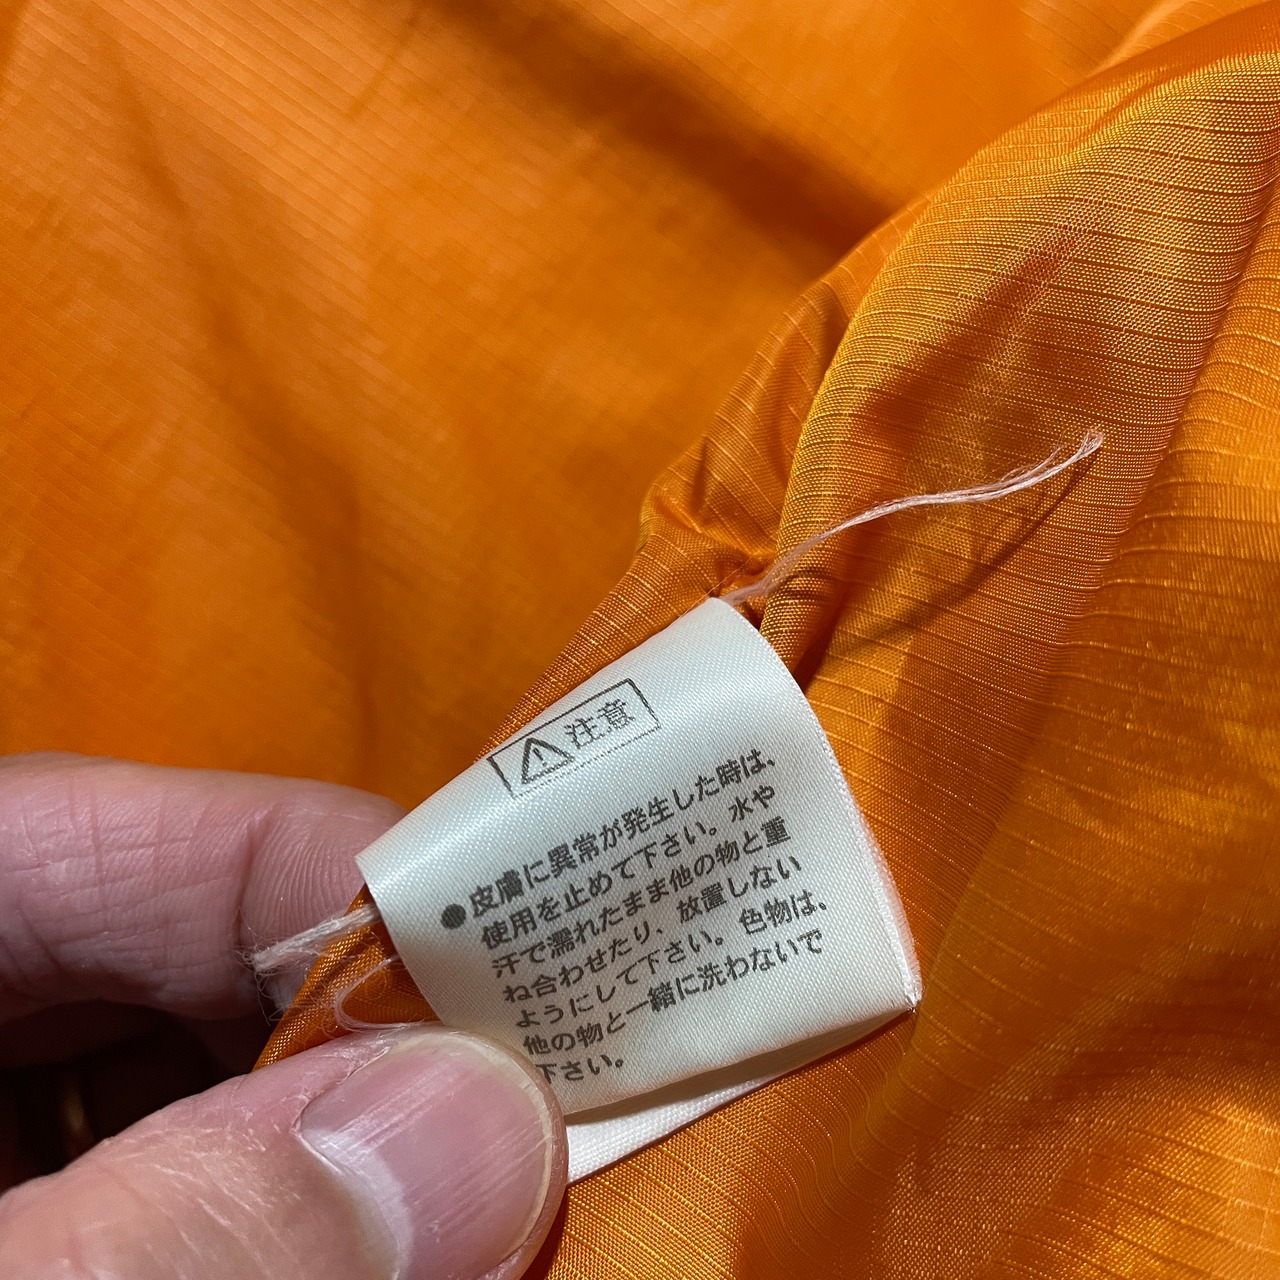 注意
●皮膚に異常が発生した時は、
使用を止めて下さい。水や
汗で濡れたまま他の物と重
ね合わせたり、放置しない
ようにして下さい。色物は、
他の物と一緒に洗わないで
下さい。